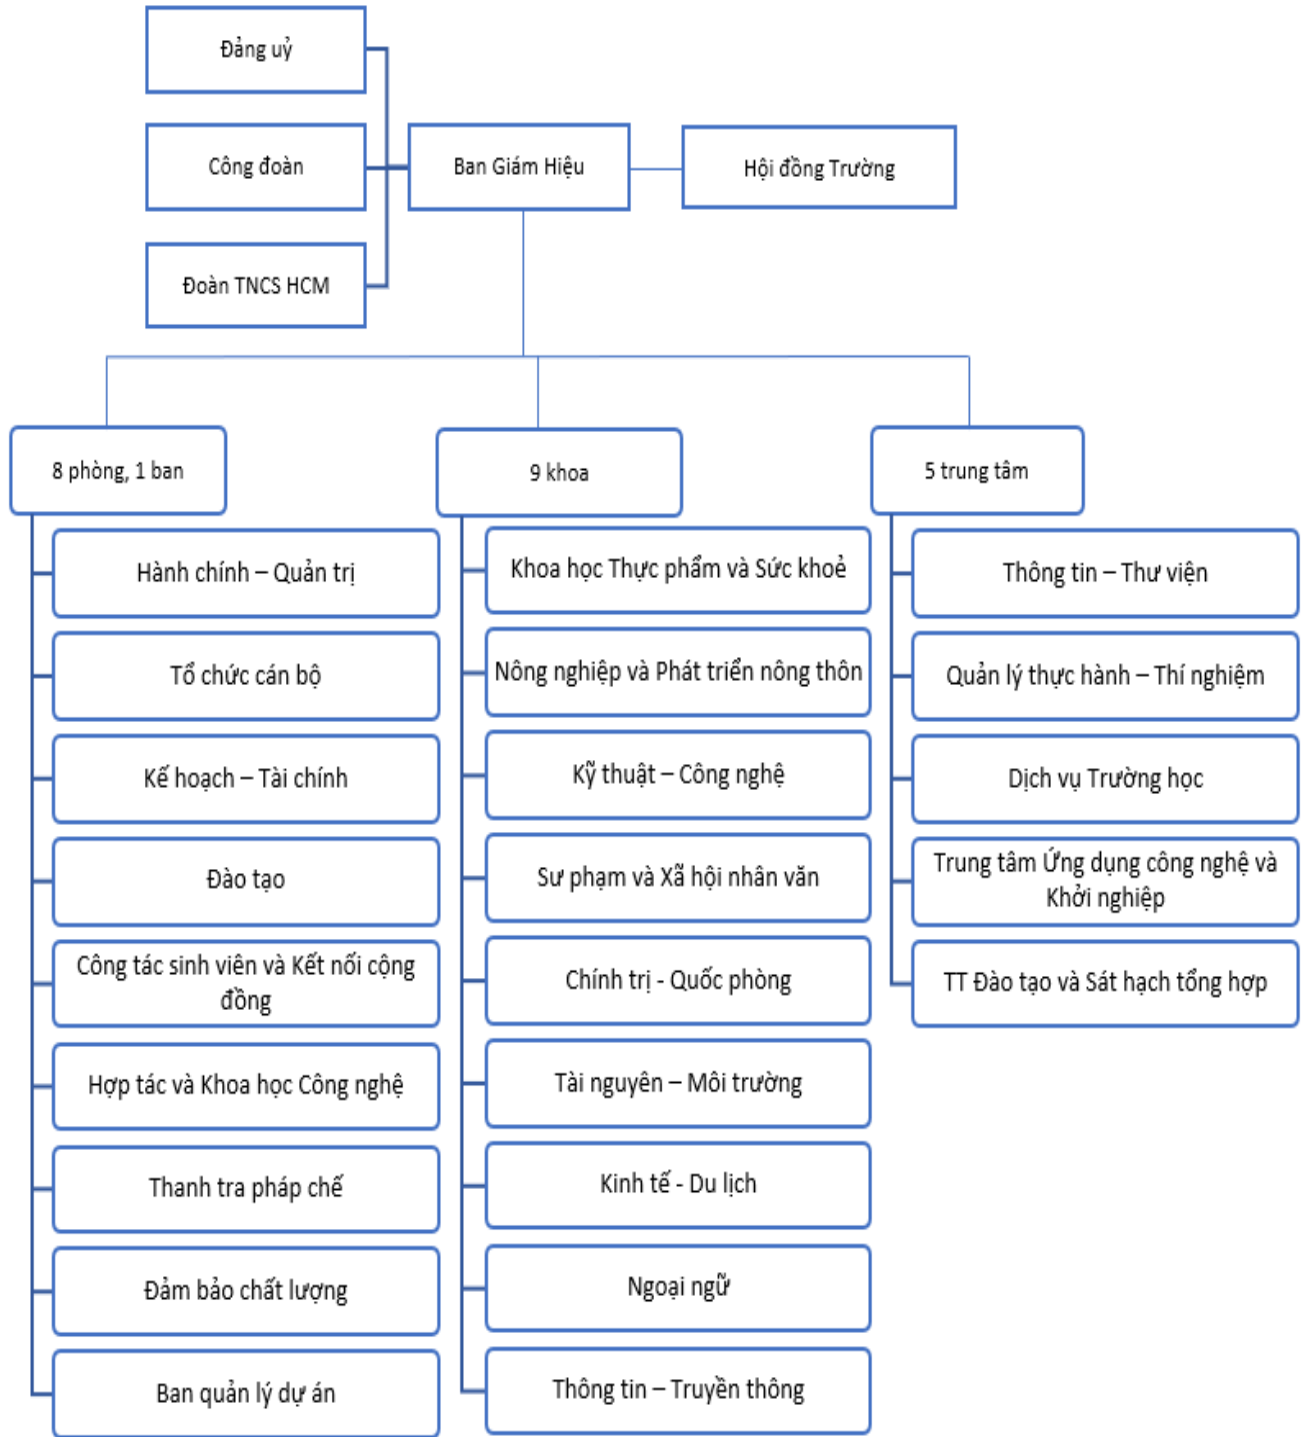 Đảng uỷ
Công đoàn
Ban Giám Hiệu
Hội đồng Trường
Đoàn TNCS HCM
8 phòng, 1 ban
Hành chính – Quản trị
Tổ chức cán bộ
Kế hoạch – Tài chính
Đào tạo
Công tác sinh viên và Kết nối cộng
đồng
Hợp tác và Khoa học Công nghệ
Thanh tra pháp chế
Đảm bảo chất lượng
Ban quản lý dự án
9 khoa
Khoa học Thực phẩm và Sức khoẻ
Nông nghiệp và Phát triển nông thôn
Kỹ thuật – Công nghệ
Sư phạm và Xã hội nhân văn
Chính trị - Quốc phòng
Tài nguyên – Môi trường
Kinh tế - Du lịch
Ngoại ngữ
Thông tin – Truyền thông
5 trung tâm
Thông tin – Thư viện
Quản lý thực hành – Thí nghiệm
Dịch vụ Trường học
Trung tâm Ứng dụng công nghệ và
Khởi nghiệp
TT Đào tạo và Sát hạch tổng hợp